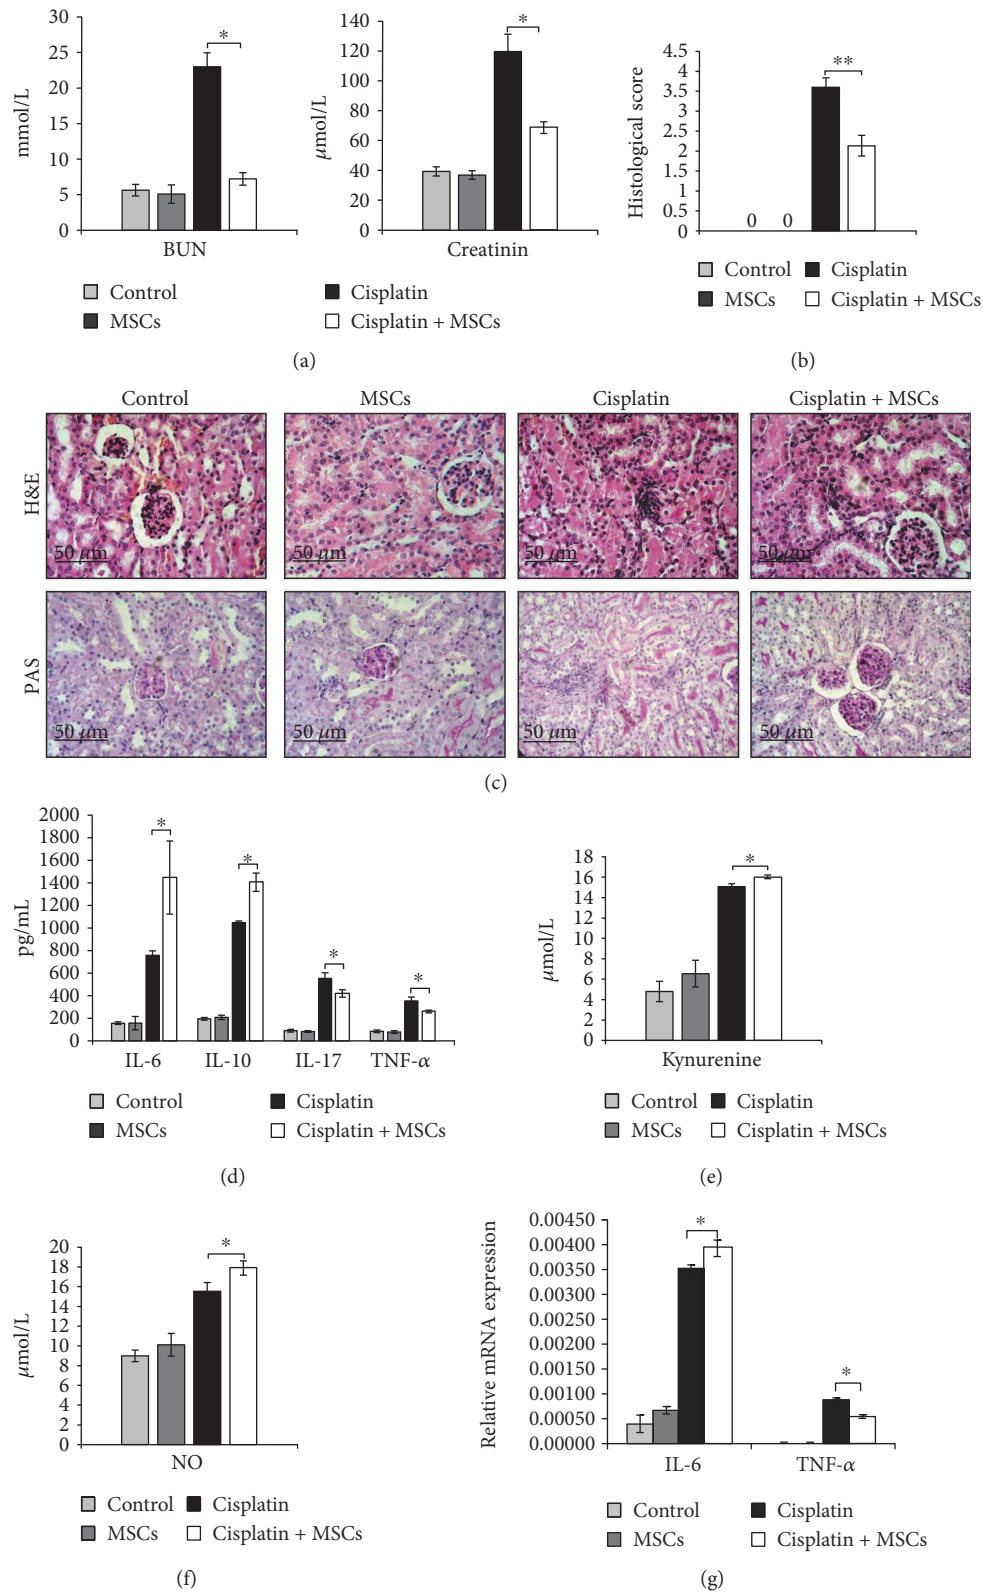 30
25
20
15
10
5
0
mmol/L
*
BUN
140
120
100
80
60
40
20
0
μmol/L
*
Creatinin
Control
MSCs
Cisplatin
Cisplatin + MSCs
(a)
4.5
4
3.5
3
2.5
2
1.5
1
0.5
0
Histological score
0 0
**
Control
Cisplatin
MSCs
Cisplatin + MSCs
(b)
Control MSCs Cisplatin Cisplatin + MSCs
H&E
50 μm 50 μm 50 μm 50 μm
PAS
50 μm 50 μm 50 μm 50 μm
(c)
2000
1800
1600
1400
1200
1000
800
600
400
200
0
pg/mL
* * * *
IL-6 IL-10 IL-17 TNF-α
Control
Cisplatin
MSCs
Cisplatin + MSCs
(d)
18
16
14
12
10
8
6
4
2
0
μmol/L
*
Kynurenine
Control
Cisplatin
MSCs
Cisplatin + MSCs
(e)
20
18
16
14
12
10
8
6
4
2
0
μmol/L
*
NO
Control
Cisplatin
MSCs
Cisplatin + MSCs
(f)
0.00450
0.00400
0.00350
0.00300
0.00250
0.00200
0.00150
0.00100
0.00050
0.00000
Relative mRNA expression
* *
IL-6 TNF-α
Control
Cisplatin
MSCs
Cisplatin + MSCs
(g)